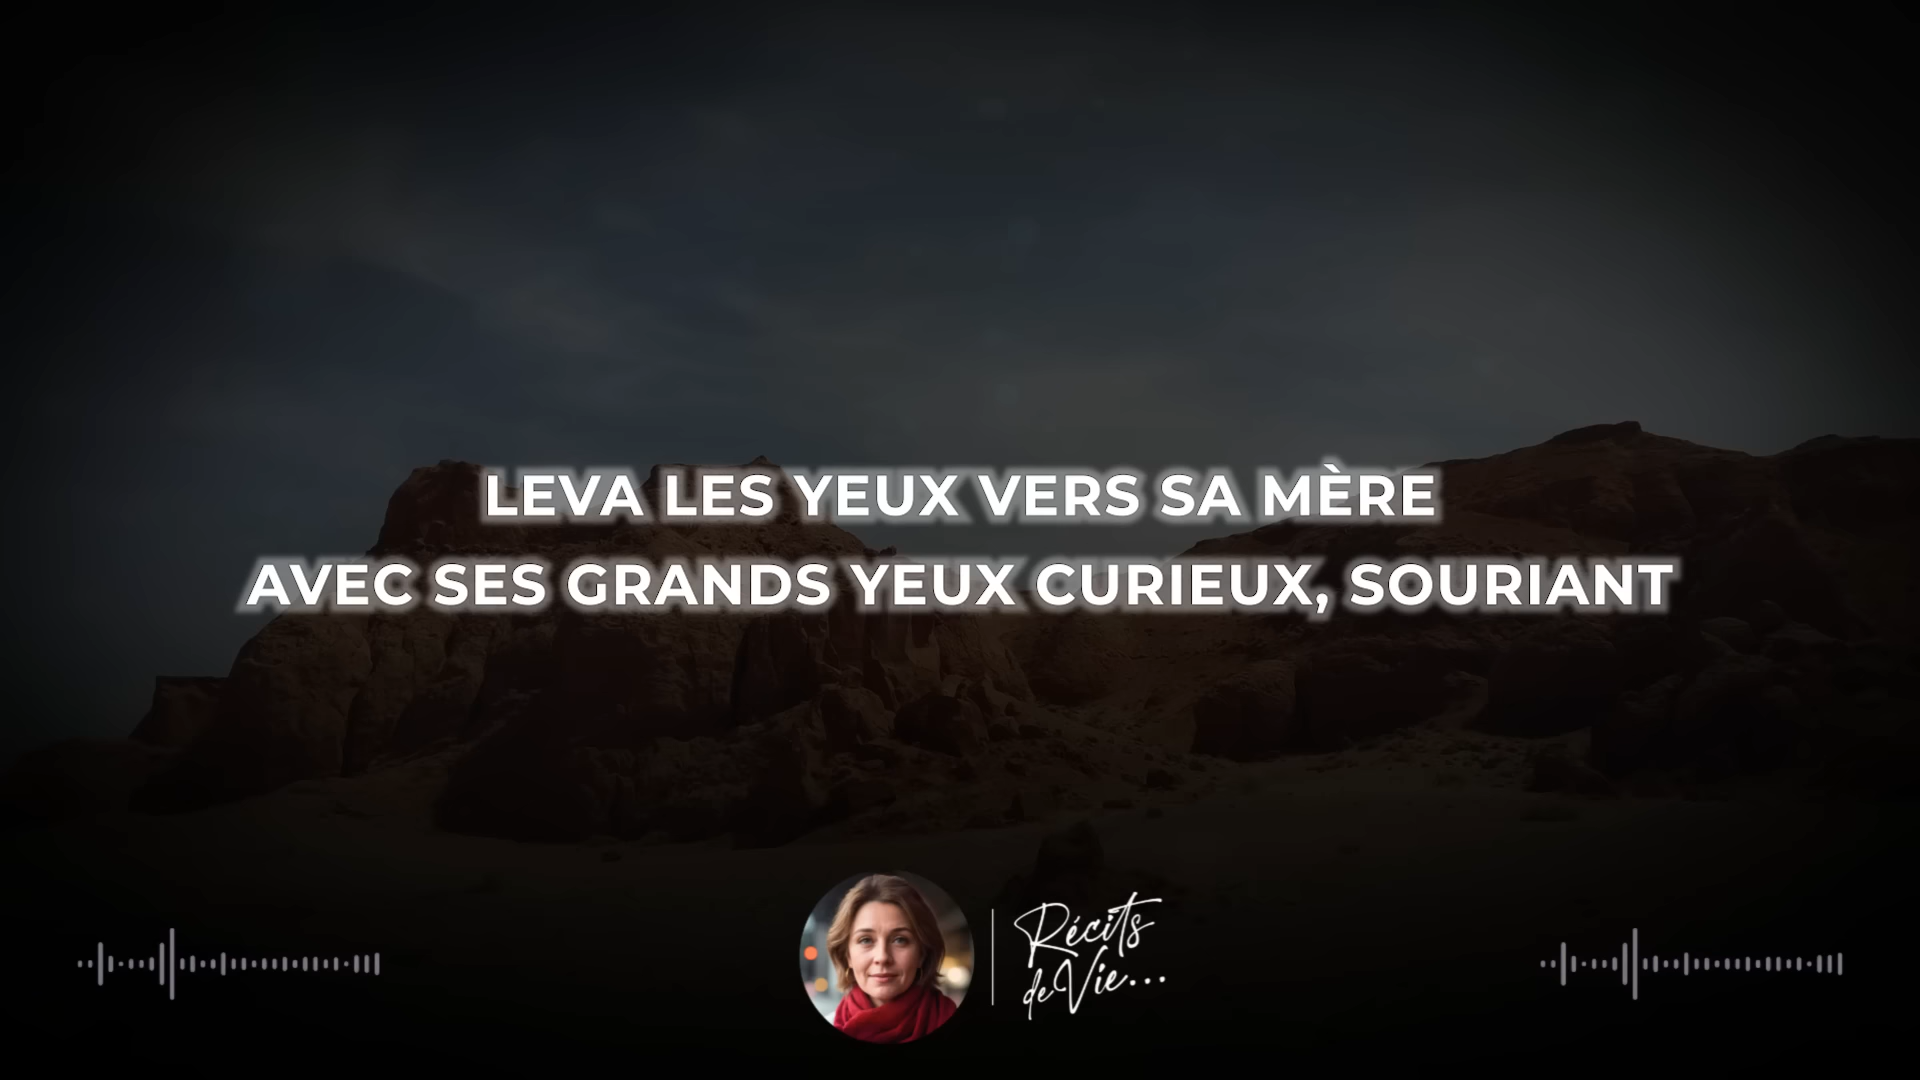 LEVA LES YEUX VERS SA MÈRE
AVEC SES GRANDS YEUX CURIEUX, SOURIANT
Récits
de Vie...